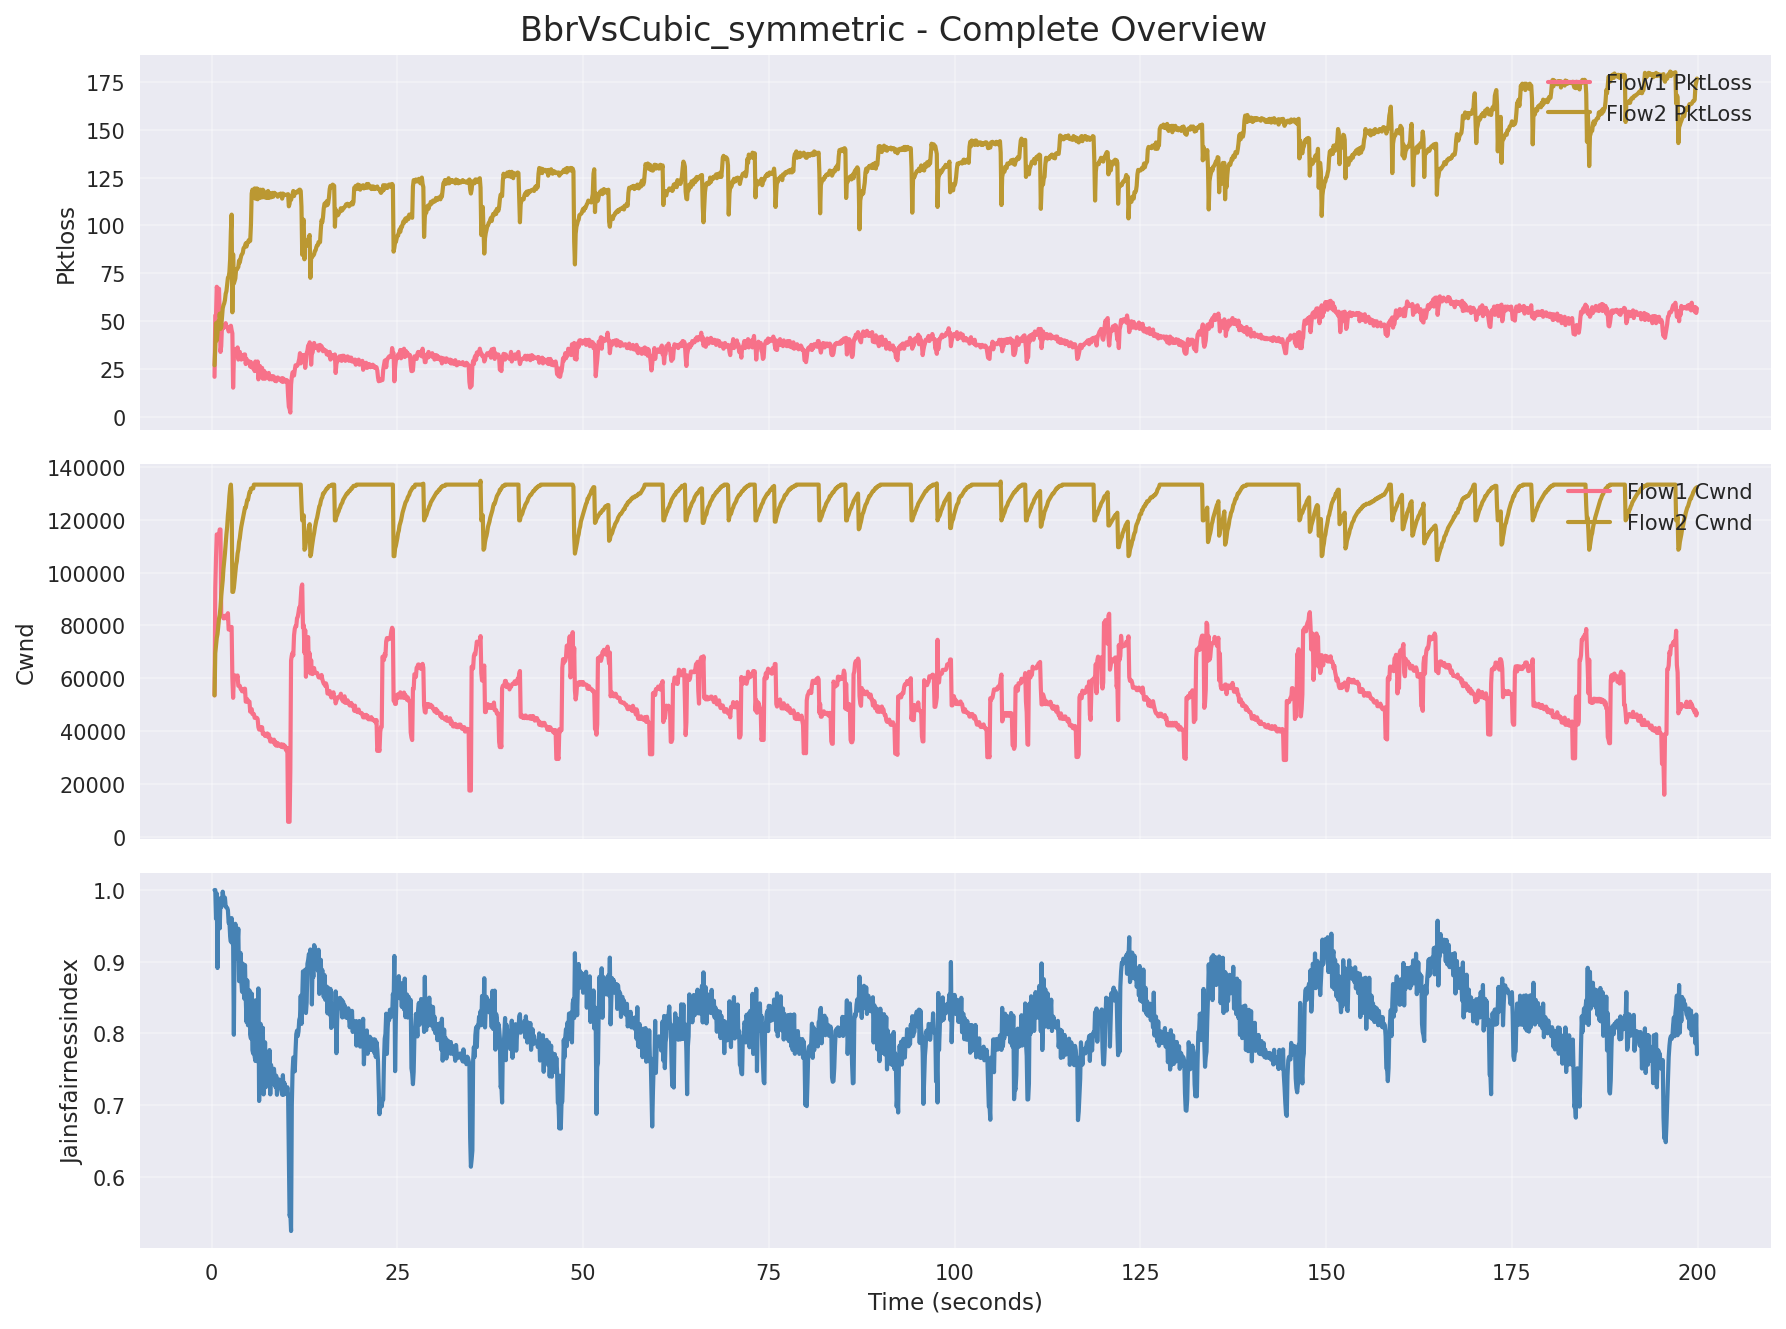 BbrVsCubic_symmetric - Complete Overview
Pktloss
175
150
125
100
75
50
25
0
Flow1 PktLoss
Flow2 PktLoss
Cwnd
140000
120000
100000
80000
60000
40000
20000
0
Flow1 Cwnd
Flow2 Cwnd
Jainsfairnessindex
1.0
0.9
0.8
0.7
0.6
0 25 50 75 100 125 150 175 200
Time (seconds)